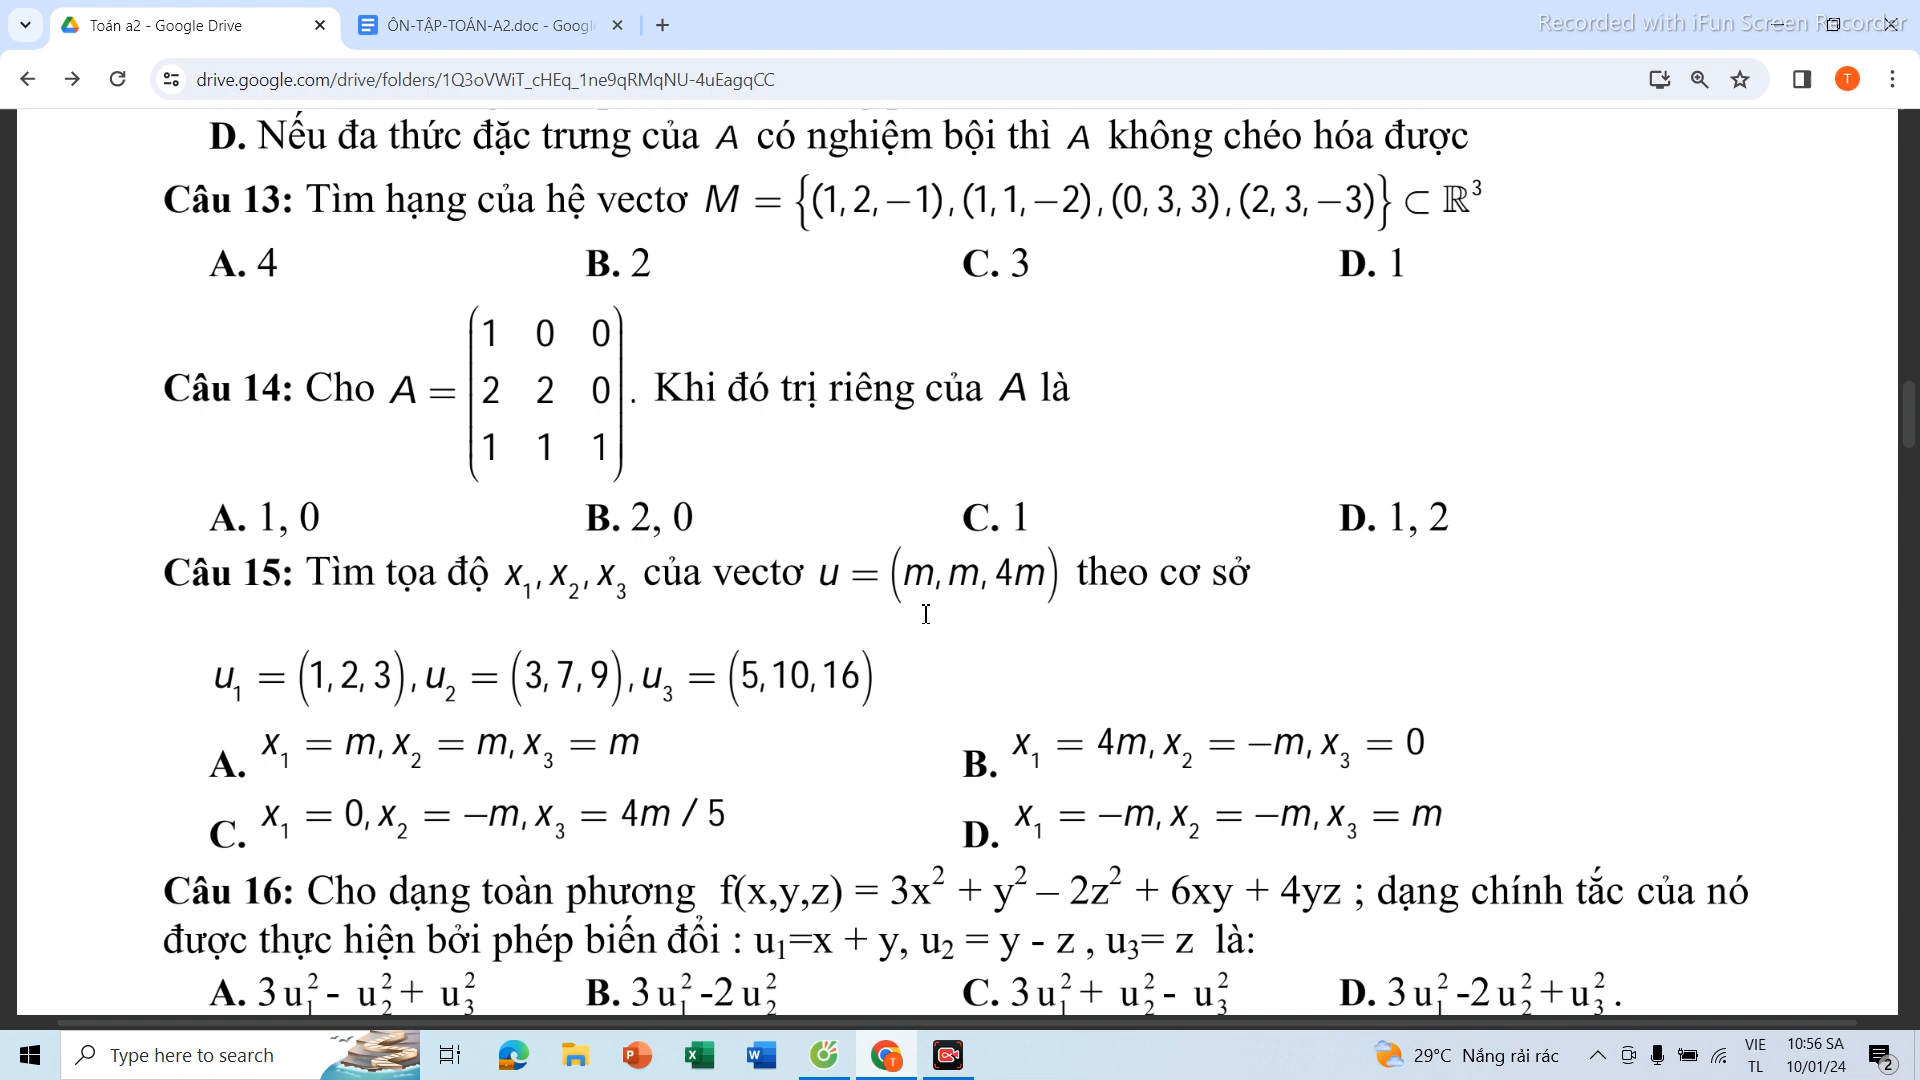 Toán a2 - Google Drive
ÔN-TẬP-TOÁN-A2.doc - Googl
Recorded with iFun Screen Recorder
drive.google.com/drive/folders/1Q3oVWiT_cHEq_1ne9qRMqNU-4uEagqCC
T
D. Nếu đa thức đặc trưng của A có nghiệm bội thì A không chéo hóa được
Câu 13: Tìm hạng của hệ vectơ M = {(1, 2, −1), (1, 1, −2), (0, 3, 3), (2, 3, −3)} ⊂ ℝ³
A. 4 B. 2 C. 3 D. 1
1 0 0
Câu 14: Cho A = 2 2 0 . Khi đó trị riêng của A là
1 1 1
A. 1, 0 B. 2, 0 C. 1 D. 1, 2
Câu 15: Tìm tọa độ x₁, x₂, x₃ của vectơ u = (m, m, 4m) theo cơ sở
u₁ = (1, 2, 3), u₂ = (3, 7, 9), u₃ = (5, 10, 16)
A. x₁ = m, x₂ = m, x₃ = m B. x₁ = 4m, x₂ = −m, x₃ = 0
C. x₁ = 0, x₂ = −m, x₃ = 4m / 5 D. x₁ = −m, x₂ = −m, x₃ = m
Câu 16: Cho dạng toàn phương f(x,y,z) = 3x² + y² – 2z² + 6xy + 4yz ; dạng chính tắc của nó
được thực hiện bởi phép biến đổi : u₁=x + y, u₂ = y - z , u₃= z là:
A. 3u₁² - u₂² + u₃² B. 3u₁² -2u₂² C. 3u₁² + u₂² - u₃² D. 3u₁² -2u₂² +u₃² .
Type here to search
29°C Nắng rải rác
VIE
TL
10:56 SA
10/01/24
2